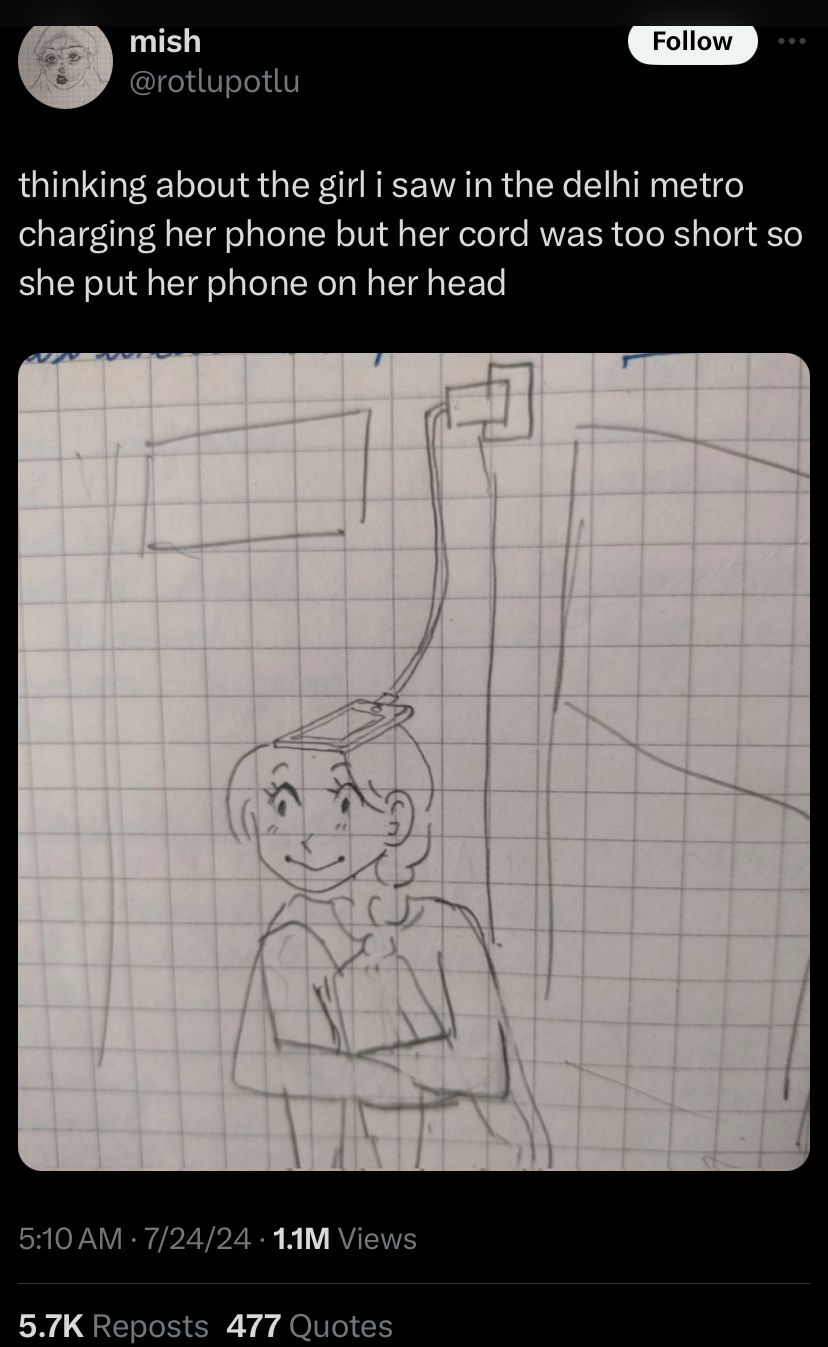 mish
Follow
@rotlupotlu
thinking about the girl i saw in the delhi metro
charging her phone but her cord was too short so
she put her phone on her head
5:10 AM · 7/24/24 · 1.1M Views
5.7K Reposts 477 Quotes